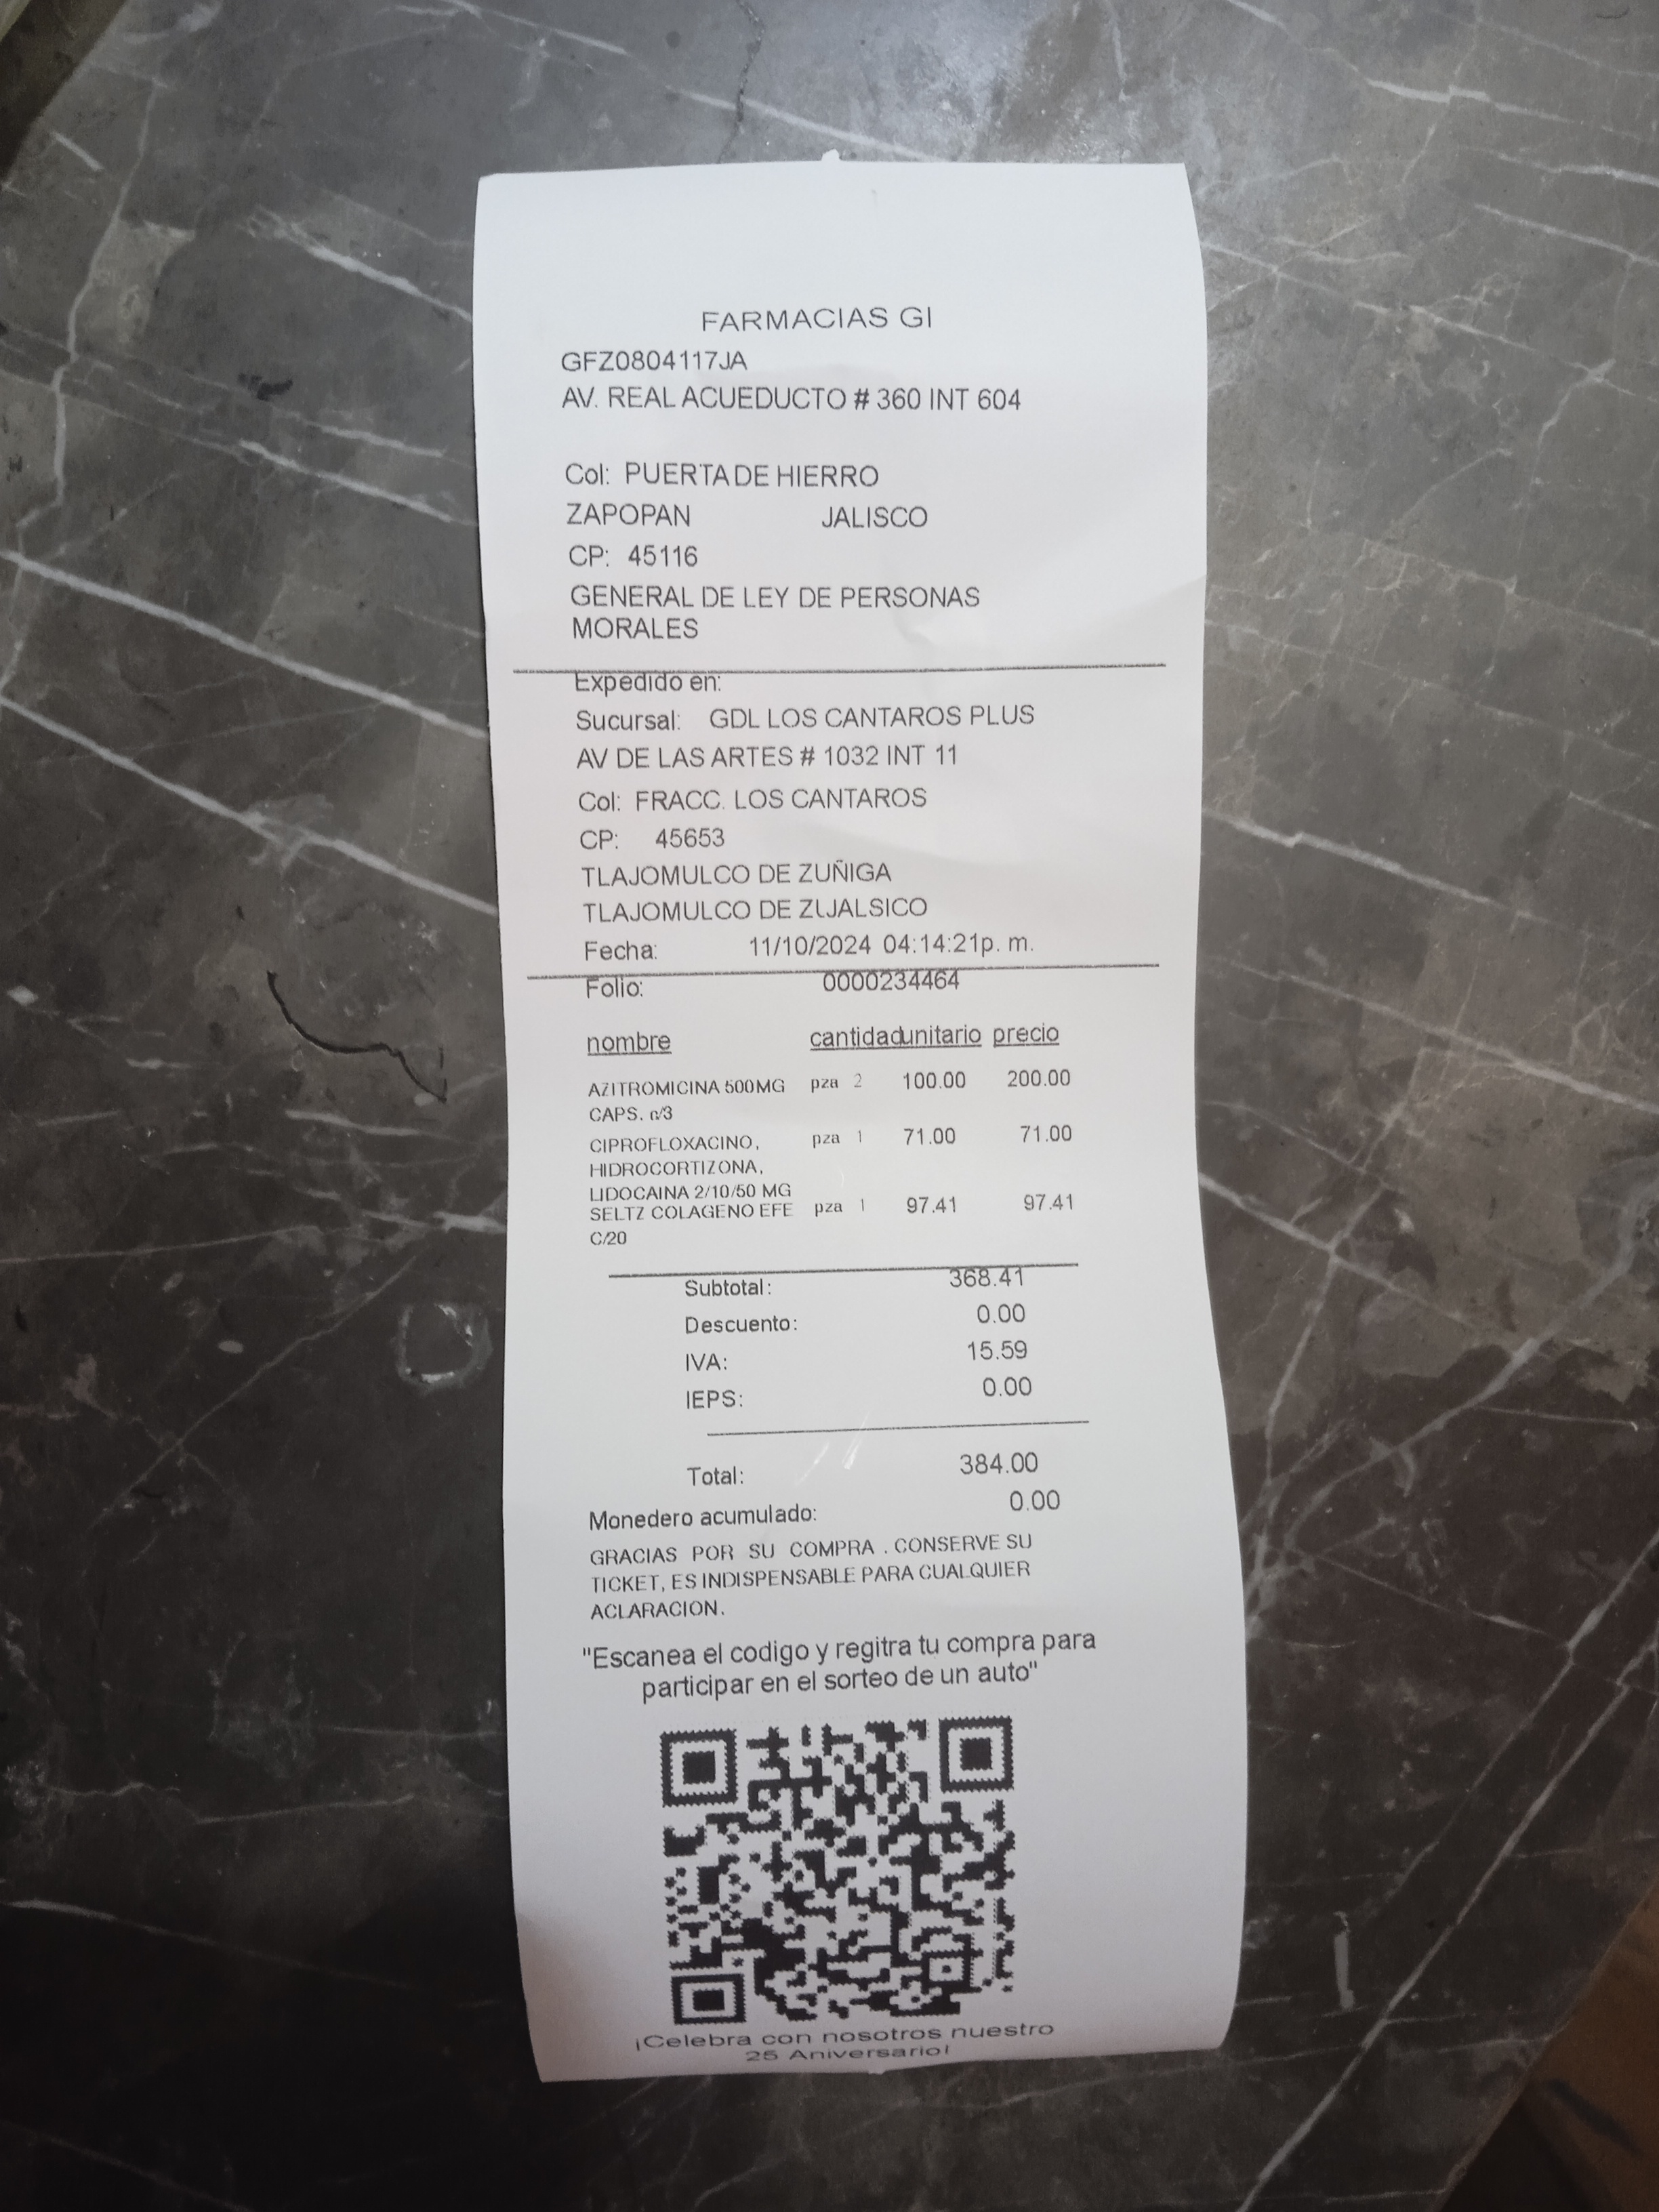 FARMACIAS GI
GFZ0804117JA
AV. REAL ACUEDUCTO # 360 INT 604
Col: PUERTA DE HIERRO
ZAPOPAN JALISCO
CP: 45116
GENERAL DE LEY DE PERSONAS
MORALES
Expedido en:
Sucursal: GDL LOS CANTAROS PLUS
AV DE LAS ARTES # 1032 INT 11
Col: FRACC. LOS CANTAROS
CP: 45653
TLAJOMULCO DE ZUÑIGA
TLAJOMULCO DE ZUJALSICO
Fecha: 11/10/2024 04:14:21p. m.
Folio: 0000234464
nombre cantidad unitario precio
AZITROMICINA 500MG pza 2 100.00 200.00
CAPS. c/3
CIPROFLOXACINO, pza 1 71.00 71.00
HIDROCORTIZONA,
LIDOCAINA 2/10/50 MG
SELTZ COLAGENO EFE pza 1 97.41 97.41
C/20
Subtotal: 368.41
Descuento: 0.00
IVA: 15.59
IEPS: 0.00
Total: 384.00
Monedero acumulado: 0.00
GRACIAS POR SU COMPRA . CONSERVE SU
TICKET, ES INDISPENSABLE PARA CUALQUIER
ACLARACION.
"Escanea el codigo y regitra tu compra para
participar en el sorteo de un auto"
¡Celebra con nosotros nuestro
25 Aniversario!